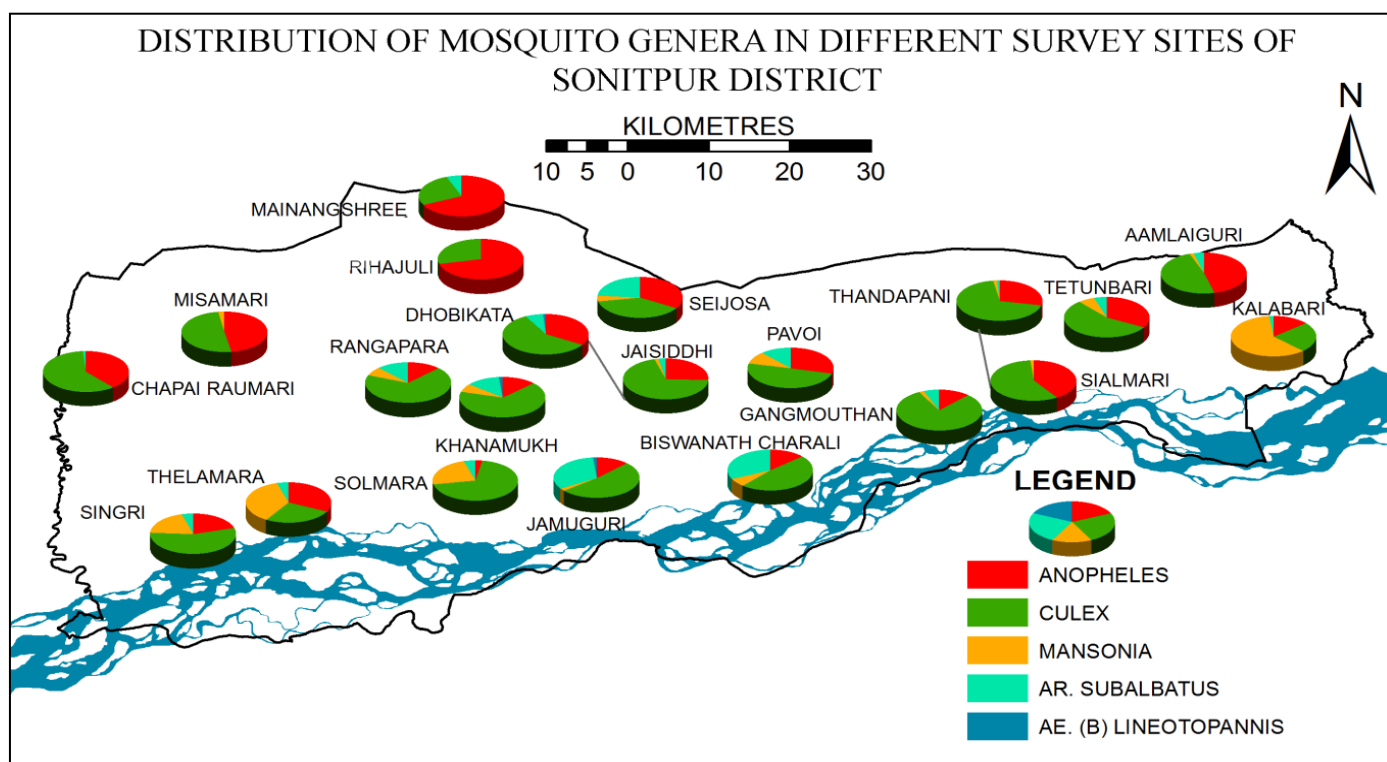 DISTRIBUTION OF MOSQUITO GENERA IN DIFFERENT SURVEY SITES OF
SONITPUR DISTRICT
N
KILOMETRES
10 5 0 10 20 30
MAINANGSHREE
AAMLAIGURI
RIHAJULI
MISAMARI
SEIJOSA
THANDAPANI
TETUNBARI
DHOBIKATA
KALABARI
RANGAPARA
JAISIDDHI
PAVOI
CHAPAI RAUMARI
SIALMARI
GANGMOUTHAN
KHANAMUKH
BISWANATH CHARALI
THELAMARA
SOLMARA
LEGEND
SINGRI
JAMUGURI
ANOPHELES
CULEX
MANSONIA
AR. SUBALBATUS
AE. (B) LINEOTOPANNIS